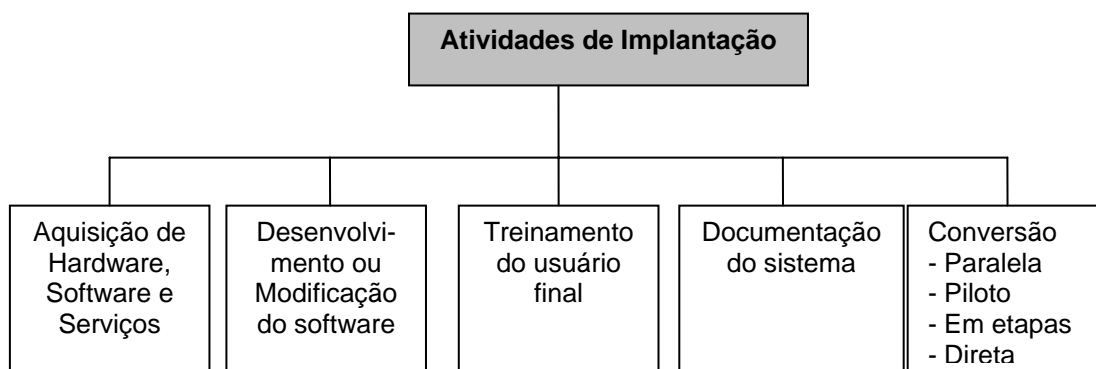 Atividades de Implantação
Aquisição de
Hardware,
Software e
Serviços
Desenvolvi-
mento ou
Modificação
do software
Treinamento
do usuário
final
Documentação
do sistema
Conversão
- Paralela
- Piloto
- Em etapas
- Direta